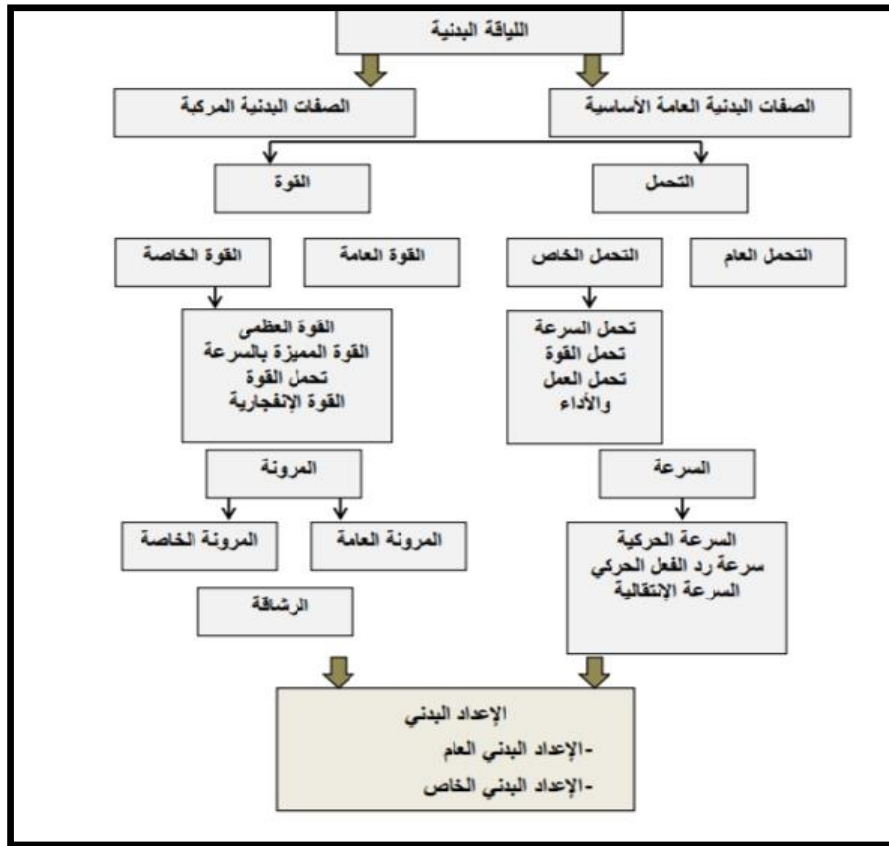 اللياقة البدنية
الصفات البدنية العامة الأساسية
الصفات البدنية المركبة
التحمل
القوة
التحمل العام
التحمل الخاص
القوة العامة
القوة الخاصة
تحمل السرعة
تحمل القوة
تحمل العمل
والأداء
القوة العظمى
القوة المميزة بالسرعة
تحمل القوة
القوة الإنفجارية
السرعة
المرونة
السرعة الحركية
سرعة رد الفعل الحركي
السرعة الإنتقالية
المرونة العامة
المرونة الخاصة
الرشاقة
الإعداد البدني
-الإعداد البدني العام
-الإعداد البدني الخاص